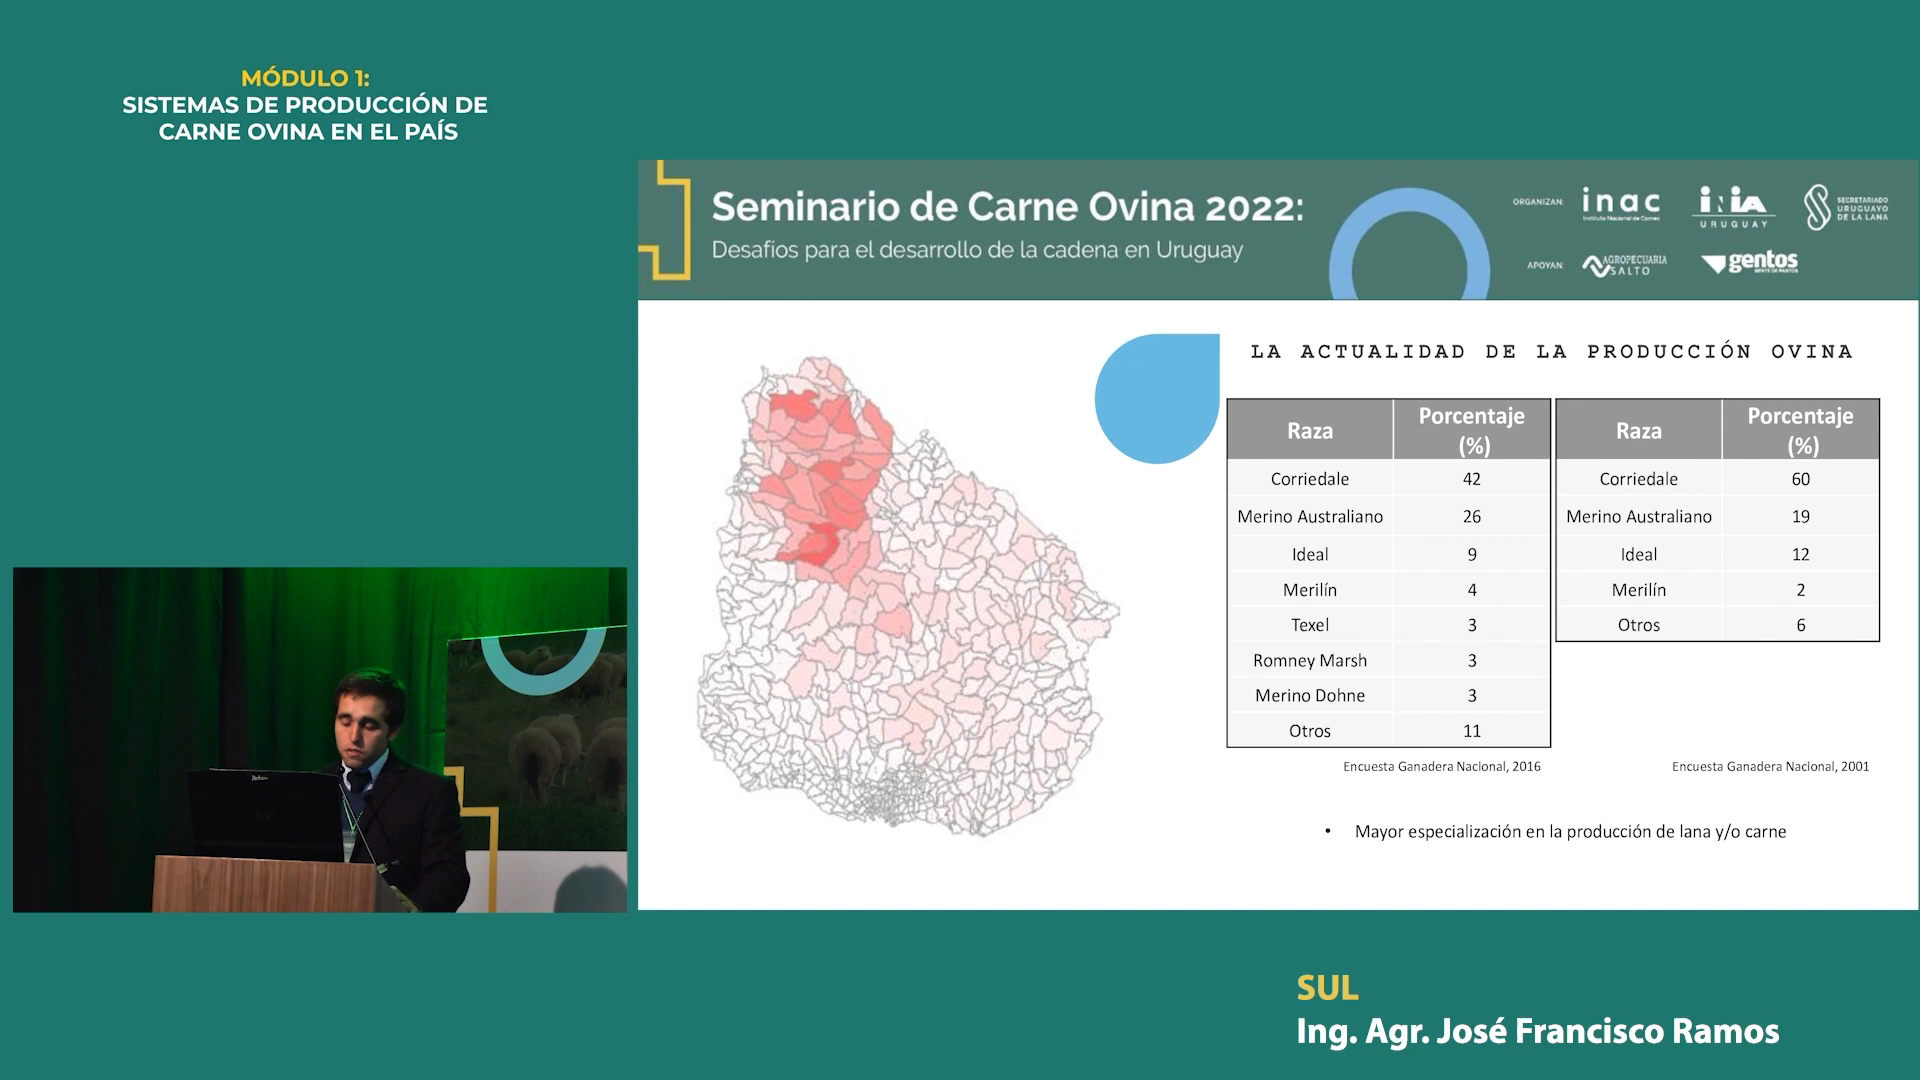 MÓDULO 1:
SISTEMAS DE PRODUCCIÓN DE
CARNE OVINA EN EL PAÍS
Seminario de Carne Ovina 2022:
Desafíos para el desarrollo de la cadena en Uruguay
ORGANIZAN:
inac
Instituto Nacional de Carnes
INIA
URUGUAY
SECRETARIADO
URUGUAYO
DE LA LANA
APOYAN:
AGROPECUARIA
SALTO
gentos
LA ACTUALIDAD DE LA PRODUCCIÓN OVINA
Raza Porcentaje (%)
Corriedale 42
Merino Australiano 26
Ideal 9
Merilín 4
Texel 3
Romney Marsh 3
Merino Dohne 3
Otros 11
Encuesta Ganadera Nacional, 2016
Raza Porcentaje (%)
Corriedale 60
Merino Australiano 19
Ideal 12
Merilín 2
Otros 6
Encuesta Ganadera Nacional, 2001
• Mayor especialización en la producción de lana y/o carne
SUL
Ing. Agr. José Francisco Ramos